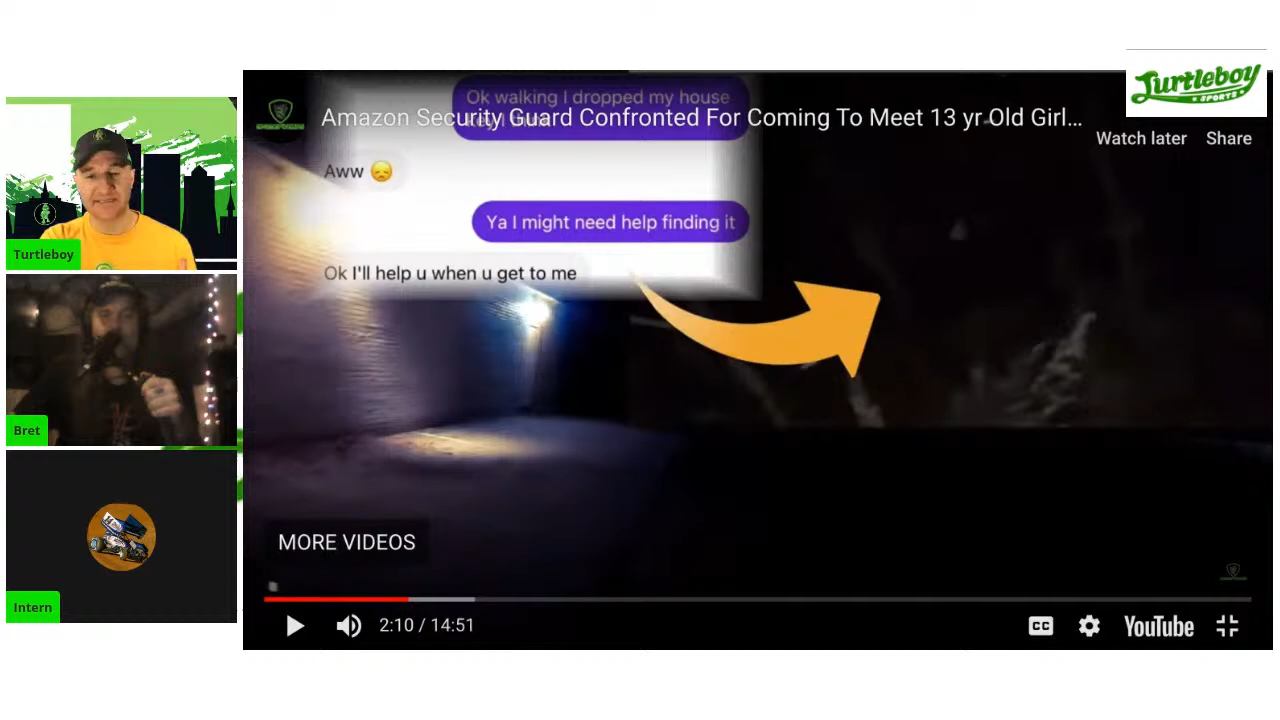 Turtleboy
SPORTS
Ok walking I dropped my house
Amazon Security Guard Confronted For Coming To Meet 13 yr Old Girl...
Watch later Share
Aww 😞
Ya I might need help finding it
Ok I'll help u when u get to me
Turtleboy
Bret
Intern
MORE VIDEOS
2:10 / 14:51
CC
YouTube